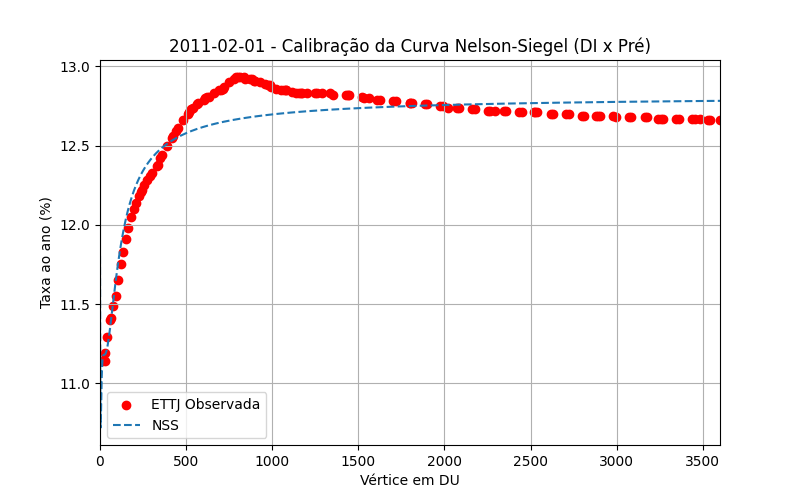 2011-02-01 - Calibração da Curva Nelson-Siegel (DI x Pré)
Taxa ao ano (%)
13.0
12.5
12.0
11.5
11.0
ETTJ Observada
NSS
0 500 1000 1500 2000 2500 3000 3500
Vértice em DU